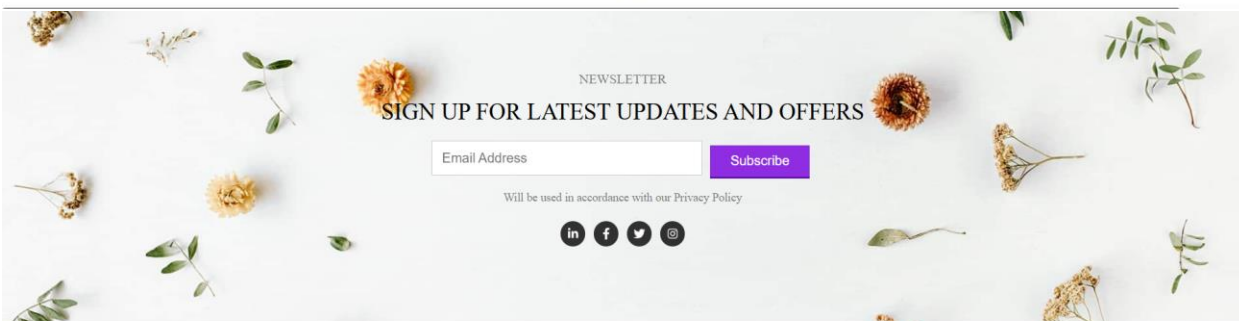 NEWSLETTER
SIGN UP FOR LATEST UPDATES AND OFFERS
Email Address
Subscribe
Will be used in accordance with our Privacy Policy
in f